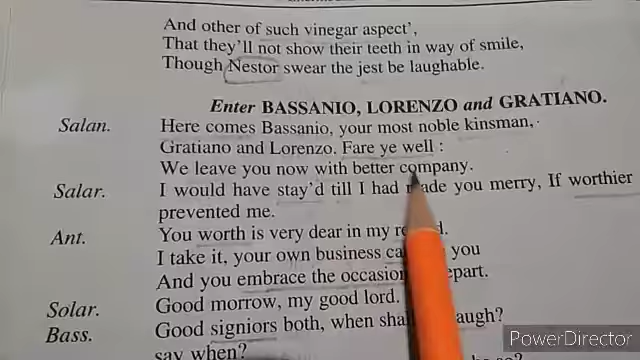 And other of such vinegar aspect',
That they'll not show their teeth in way of smile,
Though Nestor swear the jest be laughable.
Enter BASSANIO, LORENZO and GRATIANO.
Salan. Here comes Bassanio, your most noble kinsman,
Gratiano and Lorenzo. Fare ye well :
We leave you now with better company.
Salar. I would have stay'd till I had made you merry, If worthier
prevented me.
Ant. You worth is very dear in my
I take it, your own business you
And you embrace the occasion
Solar. Good morrow, my good lord.
Bass. Good signiors both, when
say when?
PowerDirector